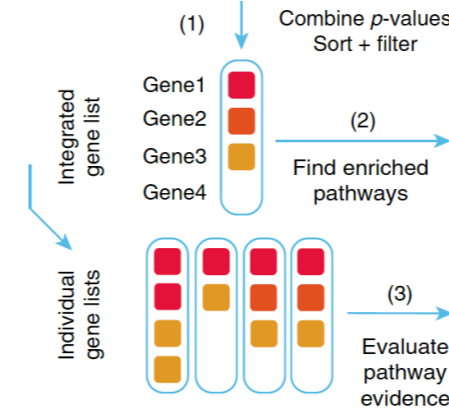 (1)
Combine p-values
Sort + filter
Integrated
gene list
Gene1
Gene2
Gene3
Gene4
(2)
Find enriched
pathways
Individual
gene lists
(3)
Evaluate
pathway
evidence